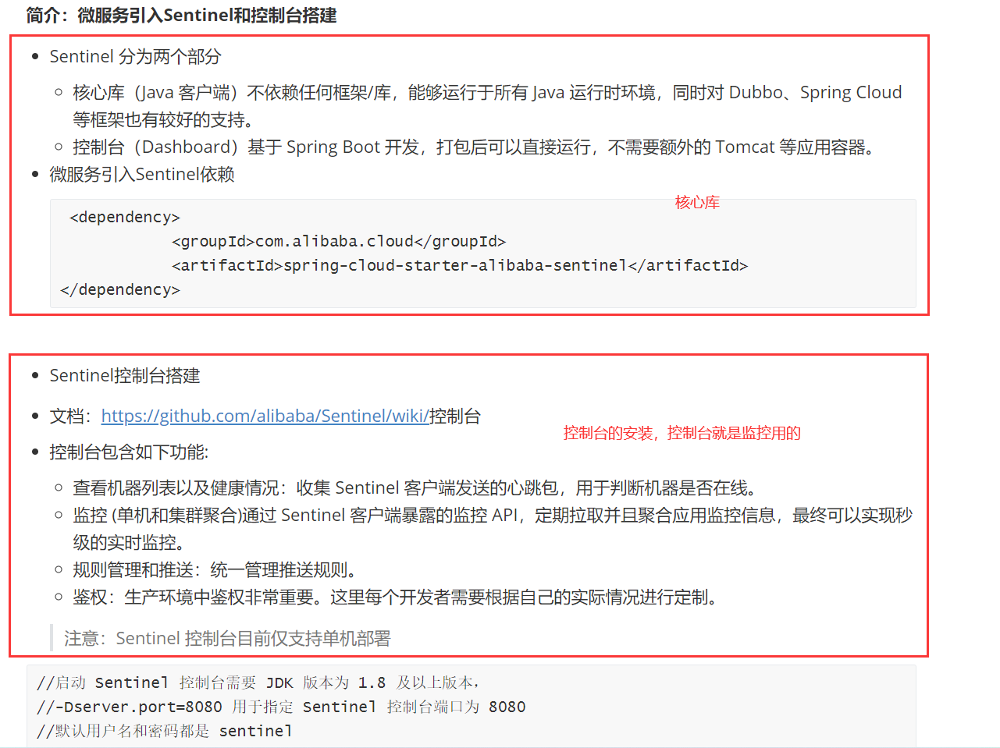 简介：微服务引入Sentinel和控制台搭建
Sentinel 分为两个部分
核心库（Java 客户端）不依赖任何框架/库，能够运行于所有 Java 运行时环境，同时对 Dubbo、Spring Cloud
等框架也有较好的支持。
控制台（Dashboard）基于 Spring Boot 开发，打包后可以直接运行，不需要额外的 Tomcat 等应用容器。
微服务引入Sentinel依赖
核心库
<dependency>
<groupId>com.alibaba.cloud</groupId>
<artifactId>spring-cloud-starter-alibaba-sentinel</artifactId>
</dependency>
Sentinel控制台搭建
文档：https://github.com/alibaba/Sentinel/wiki/控制台
控制台的安装，控制台就是监控用的
控制台包含如下功能:
查看机器列表以及健康情况：收集 Sentinel 客户端发送的心跳包，用于判断机器是否在线。
监控 (单机和集群聚合)通过 Sentinel 客户端暴露的监控 API，定期拉取并且聚合应用监控信息，最终可以实现秒
级的实时监控。
规则管理和推送：统一管理推送规则。
鉴权：生产环境中鉴权非常重要。这里每个开发者需要根据自己的实际情况进行定制。
注意：Sentinel 控制台目前仅支持单机部署
//启动 Sentinel 控制台需要 JDK 版本为 1.8 及以上版本，
//-Dserver.port=8080 用于指定 Sentinel 控制台端口为 8080
//默认用户名和密码都是 sentinel